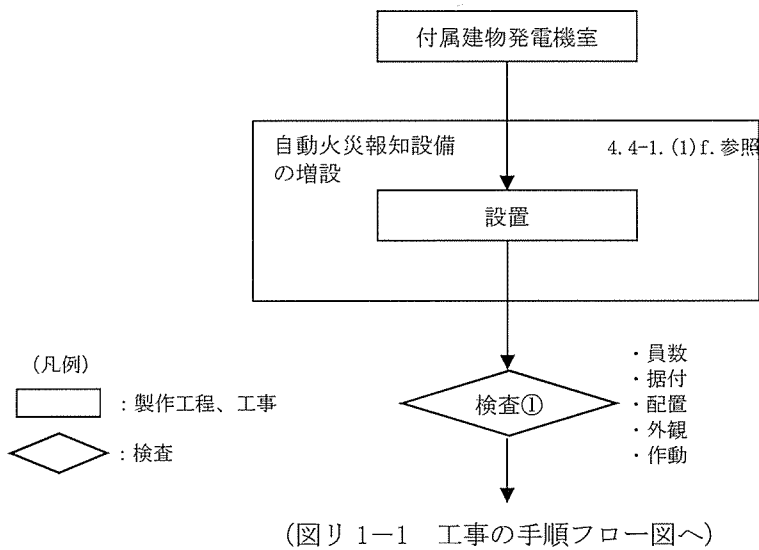 付属建物発電機室
自動火災報知設備
の増設
4.4-1.(1)f.参照
設置
・員数
・据付
・配置
・外観
・作動
検査①
(凡例)
：製作工程、工事
：検査
(図リ 1-1 工事の手順フロー図へ)